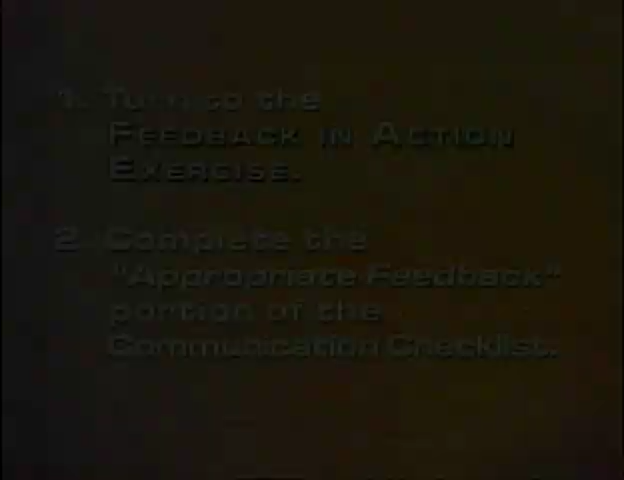 1. Turn to the
FEEDBACK IN ACTION
EXERCISE.
2. Complete the
"Appropriate Feedback"
portion of the
Communication Checklist.